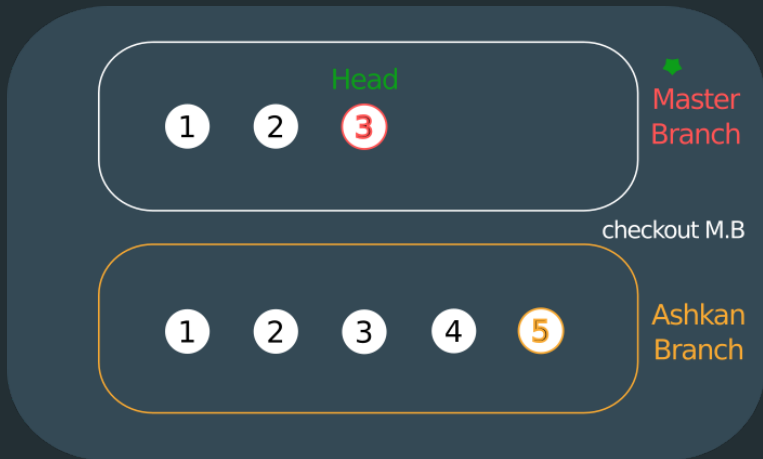 Head
1 2 3
Master
Branch
checkout M.B
1 2 3 4 5
Ashkan
Branch